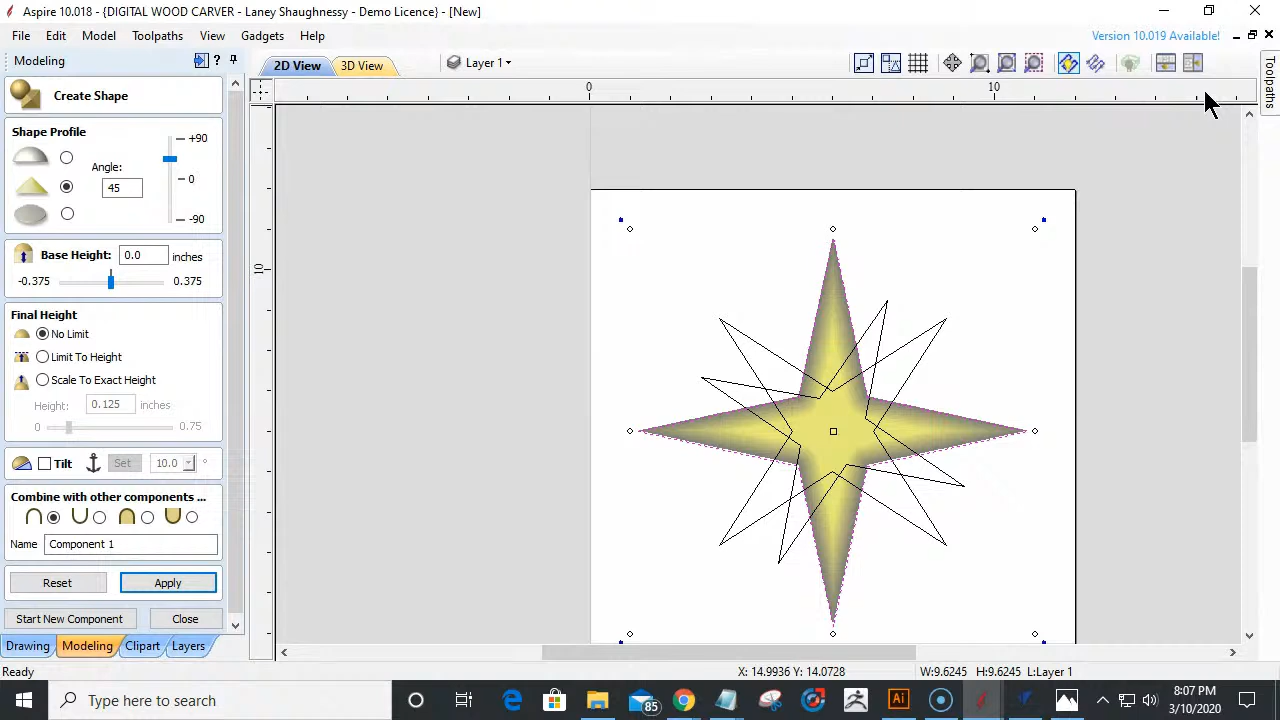 Aspire 10.018 - {DIGITAL WOOD CARVER - Laney Shaughnessy - Demo Licence} - [New]
File Edit Model Toolpaths View Gadgets Help
Version 10.019 Available!
Modeling
2D View
3D View
Layer 1
Toolpaths
0
10
10
Create Shape
Shape Profile
Angle:
45
+90
0
-90
Base Height: 0.0 inches
-0.375
0.375
Final Height
No Limit
Limit To Height
Scale To Exact Height
Height: 0.125 inches
0
0.75
Tilt
Set
10.0 °
Combine with other components ...
Name Component 1
Reset
Apply
Start New Component
Close
Drawing Modeling Clipart Layers
Ready
X: 14.9936 Y: 14.0728
W:9.6245 H:9.6245 L:Layer 1
Type here to search
85
Ai
8:07 PM
3/10/2020